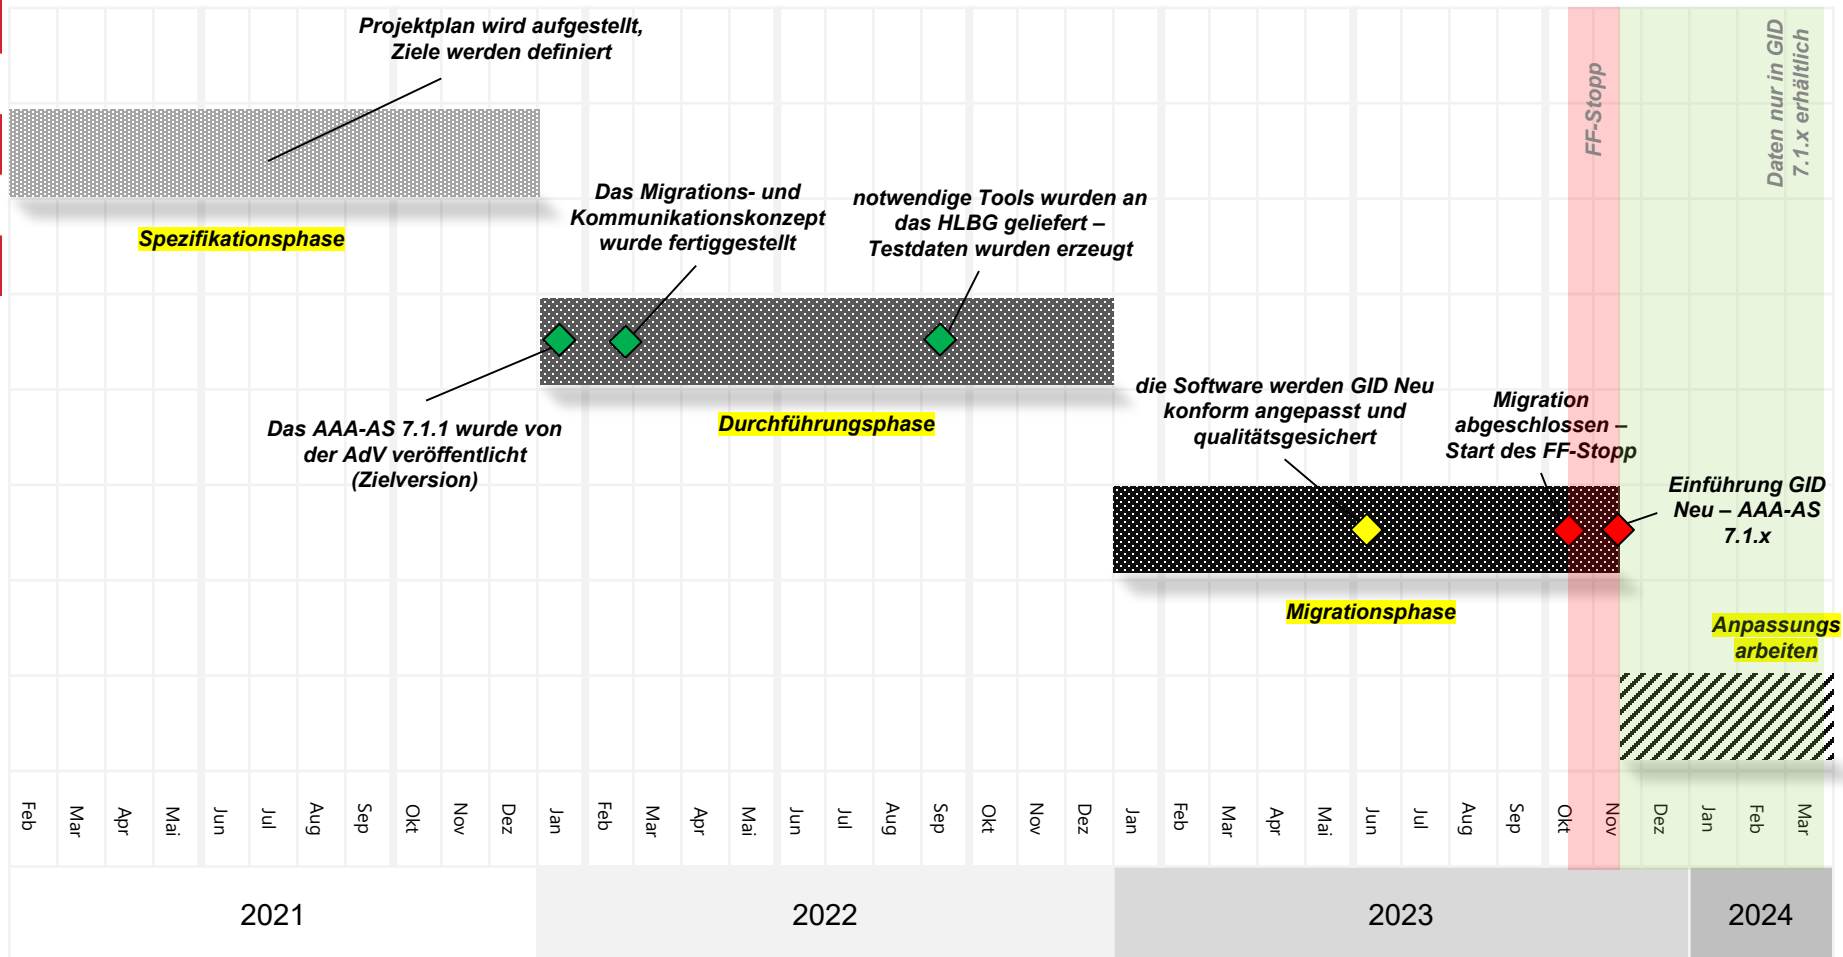 Projektplan wird aufgestellt,
Ziele werden definiert
FF-Stopp
Daten nur in GID
7.1.x erhältlich
Spezifikationsphase
Das Migrations- und
Kommunikationskonzept
wurde fertiggestellt
notwendige Tools wurden an
das HLBG geliefert –
Testdaten wurden erzeugt
Das AAA-AS 7.1.1 wurde von
der AdV veröffentlicht
(Zielversion)
Durchführungsphase
die Software werden GID Neu
konform angepasst und
qualitätsgesichert
Migration
abgeschlossen –
Start des FF-Stopp
Einführung GID
Neu – AAA-AS
7.1.x
Migrationsphase
Anpassungs
arbeiten
Feb
Mar
Apr
Mai
Jun
Jul
Aug
Sep
Okt
Nov
Dez
Jan
Feb
Mar
Apr
Mai
Jun
Jul
Aug
Sep
Okt
Nov
Dez
Jan
Feb
Mar
Apr
Mai
Jun
Jul
Aug
Sep
Okt
Nov
Dez
Jan
Feb
Mar
2021
2022
2023
2024